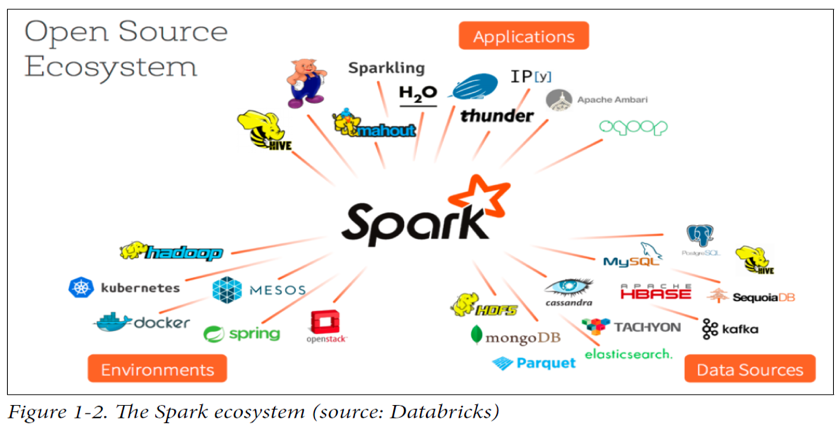 Open Source
Ecosystem
Applications
Sparkling
H₂O
IP[y]
Apache Ambari
thunder
mahout
HIVE
sqoop
Spark
hadoop
kubernetes
MESOS
docker
spring
openstack
Environments
PostgreSQL
MySQL
HIVE
cassandra
APACHE
HBASE
SequoiaDB
HDFS
mongoDB
TACHYON
kafka
Parquet
elasticsearch.
Data Sources
Figure 1-2. The Spark ecosystem (source: Databricks)